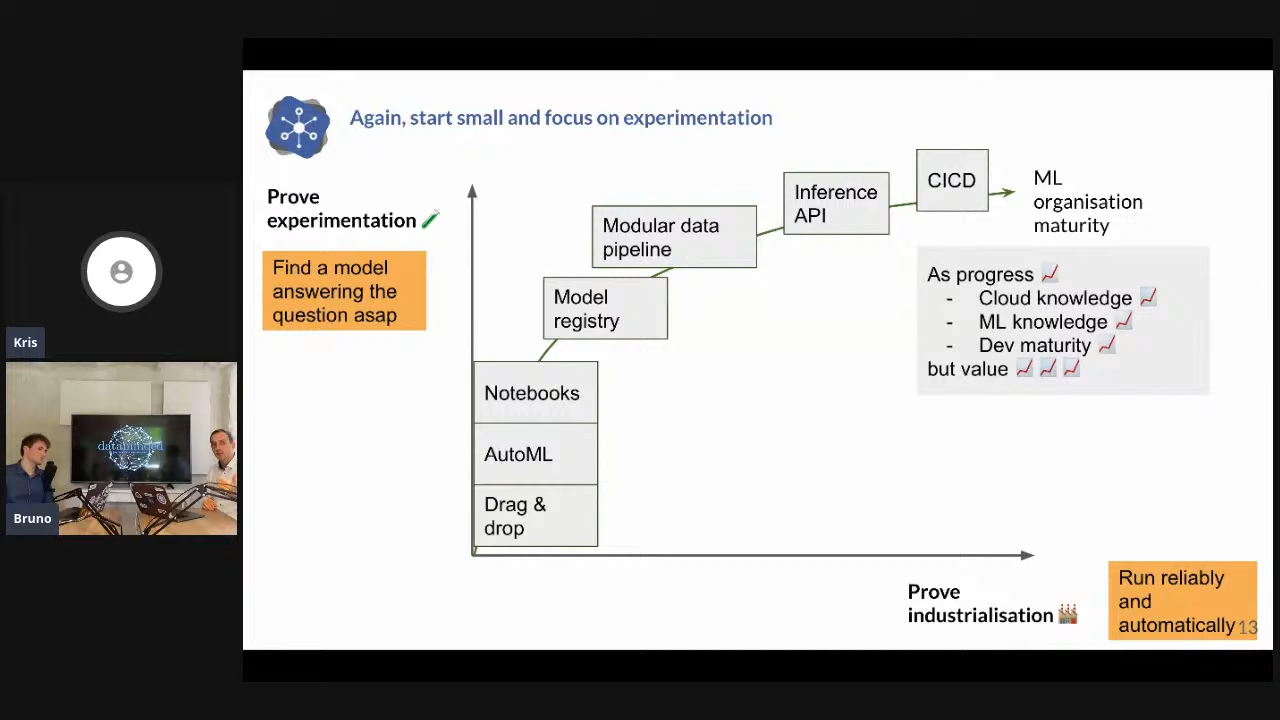 Again, start small and focus on experimentation
Prove
experimentation
Find a model
answering the
question asap
CICD
Inference
API
Modular data
pipeline
Model
registry
Notebooks
AutoML
Drag &
drop
ML
organisation
maturity
As progress
- Cloud knowledge
- ML knowledge
- Dev maturity
but value
Prove
industrialisation
Run reliably
and
automatically
13
Kris
dataminded
Bruno